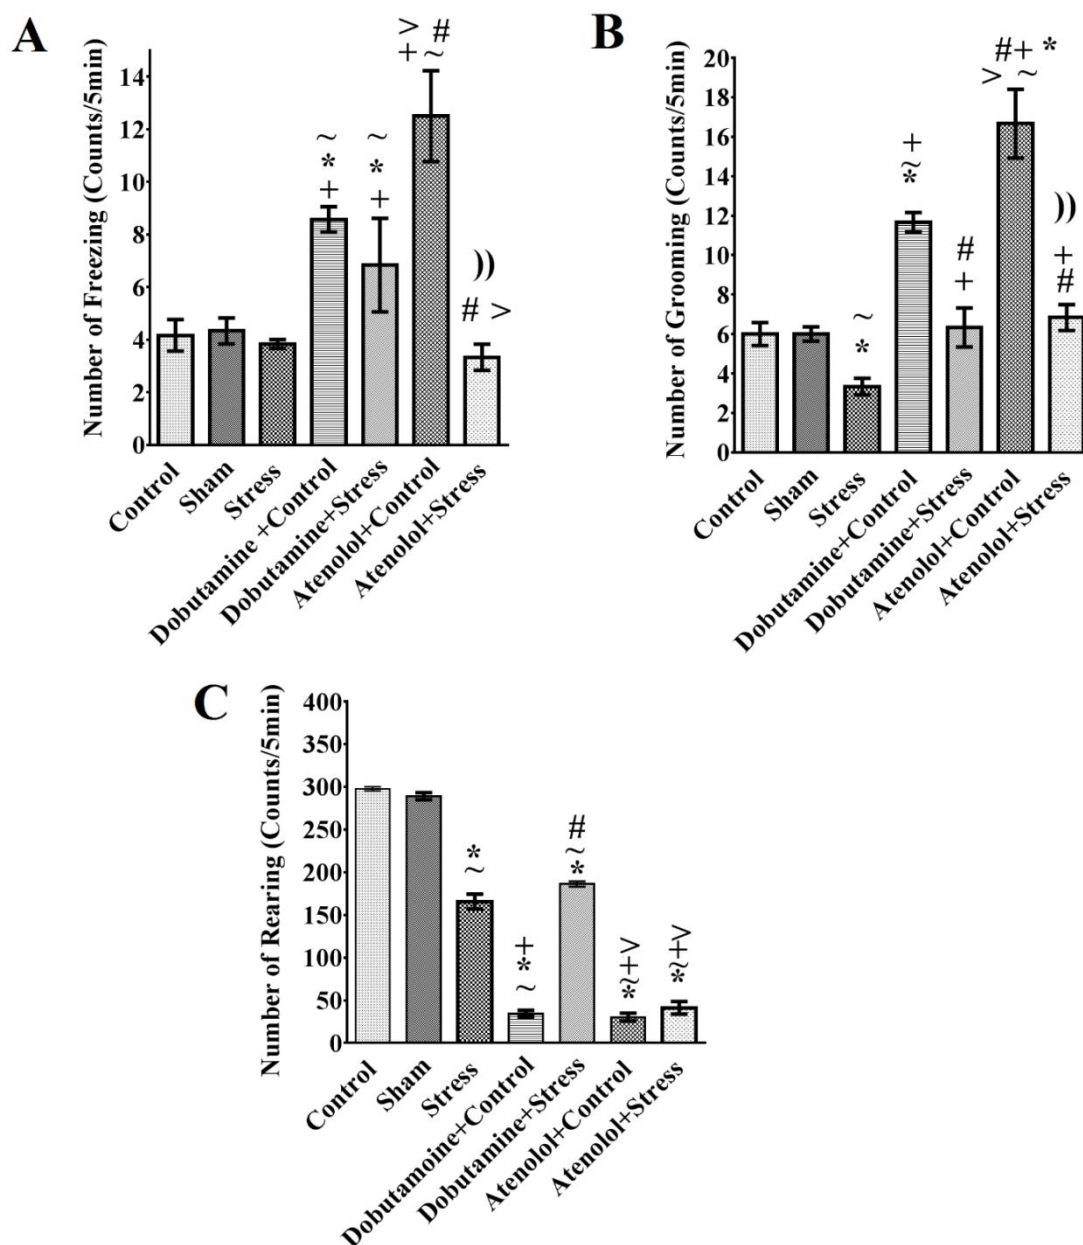 A
Number of Freezing (Counts/5min)
14
12
10
8
6
4
2
0
> #
+ ~
~
*
+
~
*
+
))
# >
Control
Sham
Stress
Dobutamine +Control
Dobutamine+Stress
Atenolol+Control
Atenolol+Stress
B
Number of Grooming (Counts/5min)
20
18
16
14
12
10
8
6
4
2
0
#+ *
> ~
+
~
*
~
*
#
+
))
+
#
Control
Sham
Stress
Dobutamine+Control
Dobutamine+Stress
Atenolol+Control
Atenolol+Stress
C
Number of Rearing (Counts/5min)
400
350
300
250
200
150
100
50
0
*
~
+
*
~
#
~
*
*~+>
*~+>
Control
Sham
Stress
Dobutamoine+Control
Dobutamine+Stress
Atenolol+Control
Atenolol+Stress